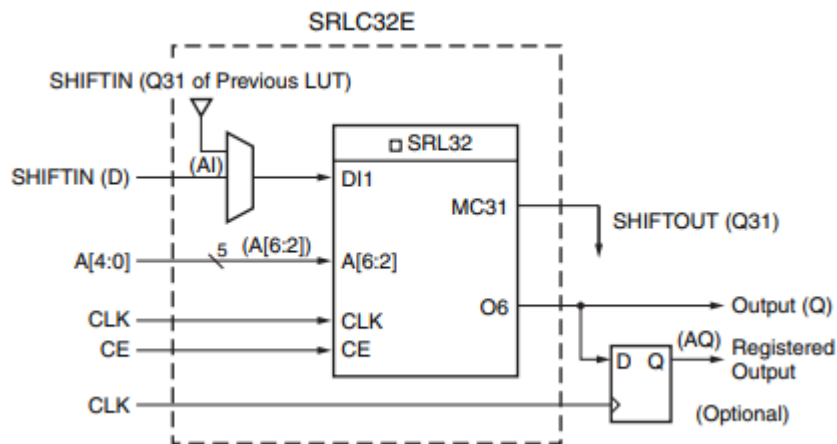 SRLC32E
SHIFTIN (Q31 of Previous LUT)
□ SRL32
SHIFTIN (D)
(AI)
DI1
MC31
SHIFTOUT (Q31)
A[4:0]
5
(A[6:2])
A[6:2]
O6
Output (Q)
CLK
CLK
CE
CE
(AQ)
D Q
Registered
Output
CLK
(Optional)